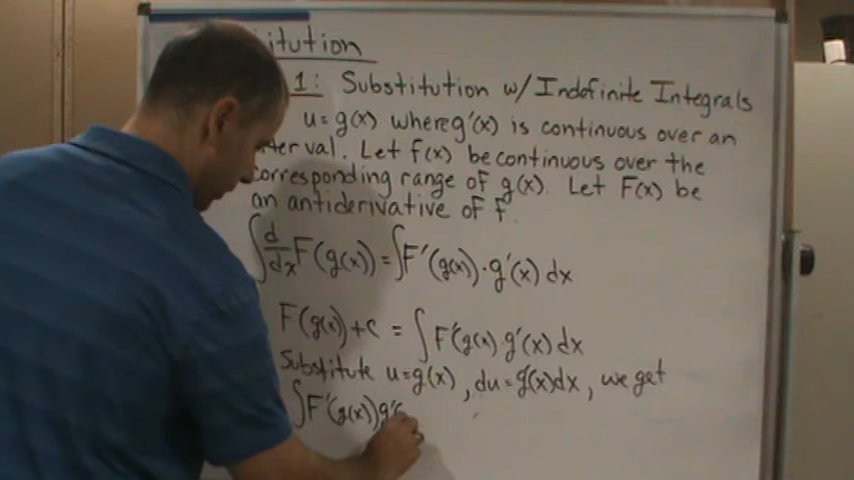 itution
1: Substitution w/ Indefinite Integrals
u = g(x) where g'(x) is continuous over an
terval. Let f(x) be continuous over the
corresponding range of g(x). Let F(x) be
an antiderivative of f.
∫ d/dx F(g(x)) = ∫F'(g(x))·g'(x) dx
F(g(x))+c = ∫ F'(g(x)·g'(x) dx
Substitute u=g(x), du=g'(x)dx, we get
∫F'(g(x))g'(